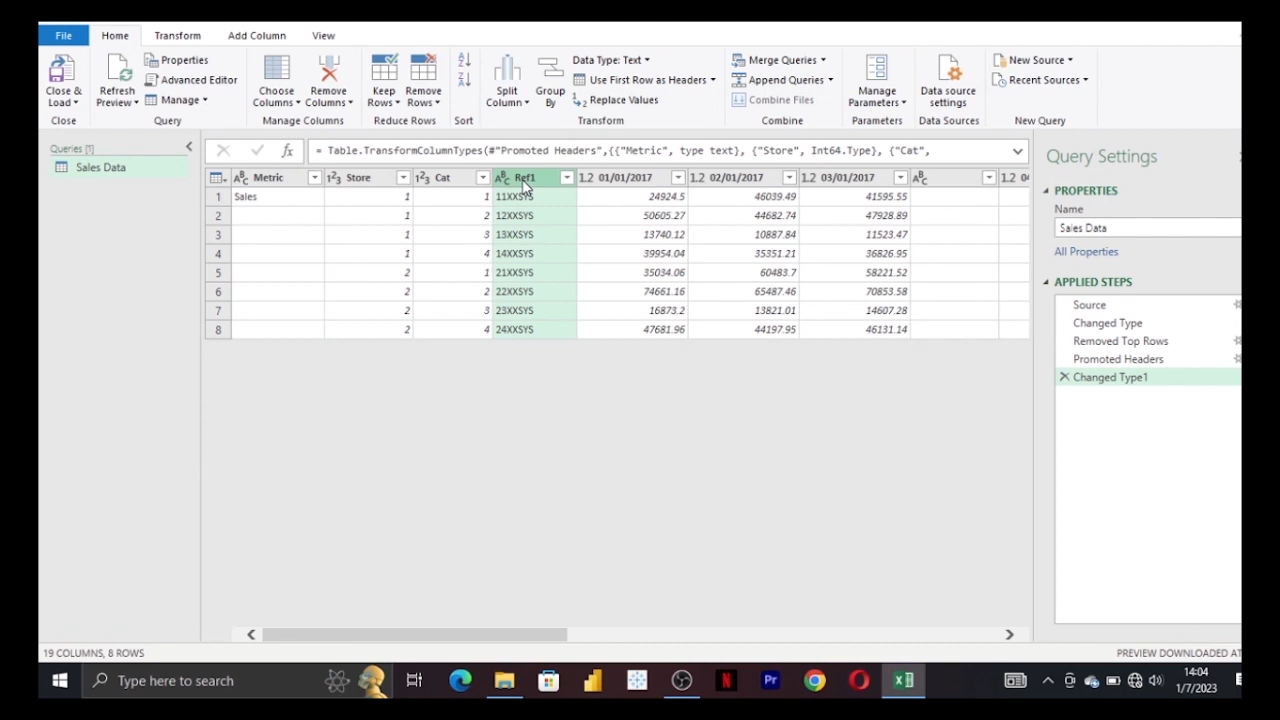 File Home Transform Add Column View
Close & Load Refresh Preview Properties Advanced Editor Manage Choose Columns Remove Columns Keep Rows Remove Rows Split Column Group By Data Type: Text Use First Row as Headers Replace Values Merge Queries Append Queries Combine Files Manage Parameters Data source settings New Source Recent Sources
Close Query Manage Columns Reduce Rows Sort Transform Combine Parameters Data Sources New Query
Queries [1]
Sales Data
= Table.TransformColumnTypes(#"Promoted Headers",{{"Metric", type text}, {"Store", Int64.Type}, {"Cat",
Metric Store Cat Ref1 01/01/2017 02/01/2017 03/01/2017
1 Sales 1 1 11XXSYS 24924.5 46039.49 41595.55
2 1 2 12XXSYS 50605.27 44682.74 47928.89
3 1 3 13XXSYS 13740.12 10887.84 11523.47
4 1 4 14XXSYS 39954.04 35351.21 36826.95
5 2 1 21XXSYS 35034.06 60483.7 58221.52
6 2 2 22XXSYS 74661.16 65487.46 70853.58
7 2 3 23XXSYS 16873.2 13821.01 14607.28
8 2 4 24XXSYS 47681.96 44197.95 46131.14
Query Settings
PROPERTIES
Name
Sales Data
All Properties
APPLIED STEPS
Source
Changed Type
Removed Top Rows
Promoted Headers
Changed Type1
19 COLUMNS, 8 ROWS
PREVIEW DOWNLOADED AT
Type here to search
14:04
1/7/2023